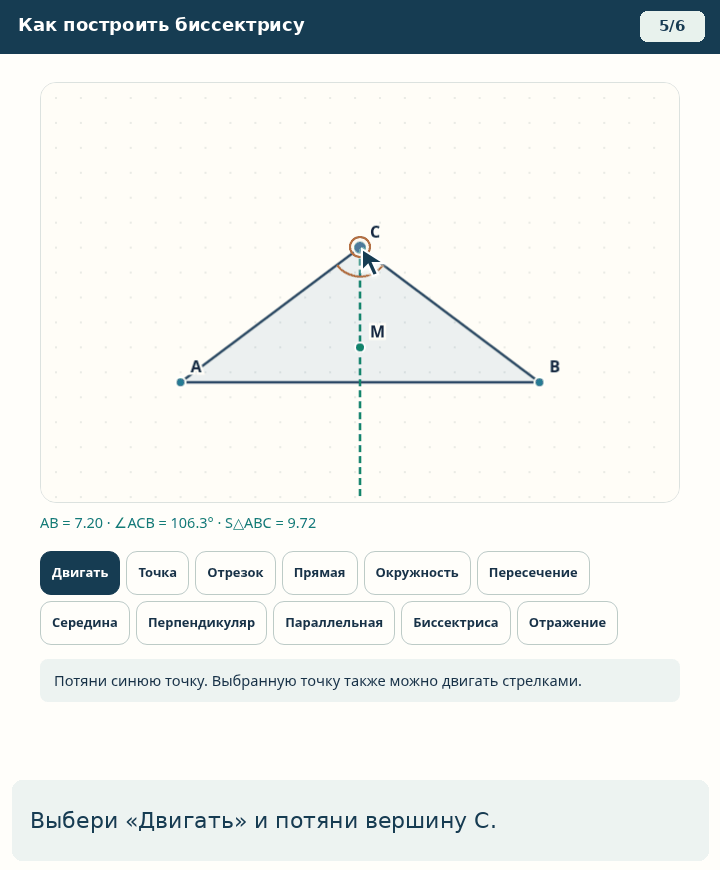 Как построить биссектрису
5/6
C
M
A
B
AB = 7.20 · ∠ACB = 106.3° · S△ABC = 9.72
Двигать Точка Отрезок Прямая Окружность Пересечение
Середина Перпендикуляр Параллельная Биссектриса Отражение
Потяни синюю точку. Выбранную точку также можно двигать стрелками.
Выбери «Двигать» и потяни вершину C.